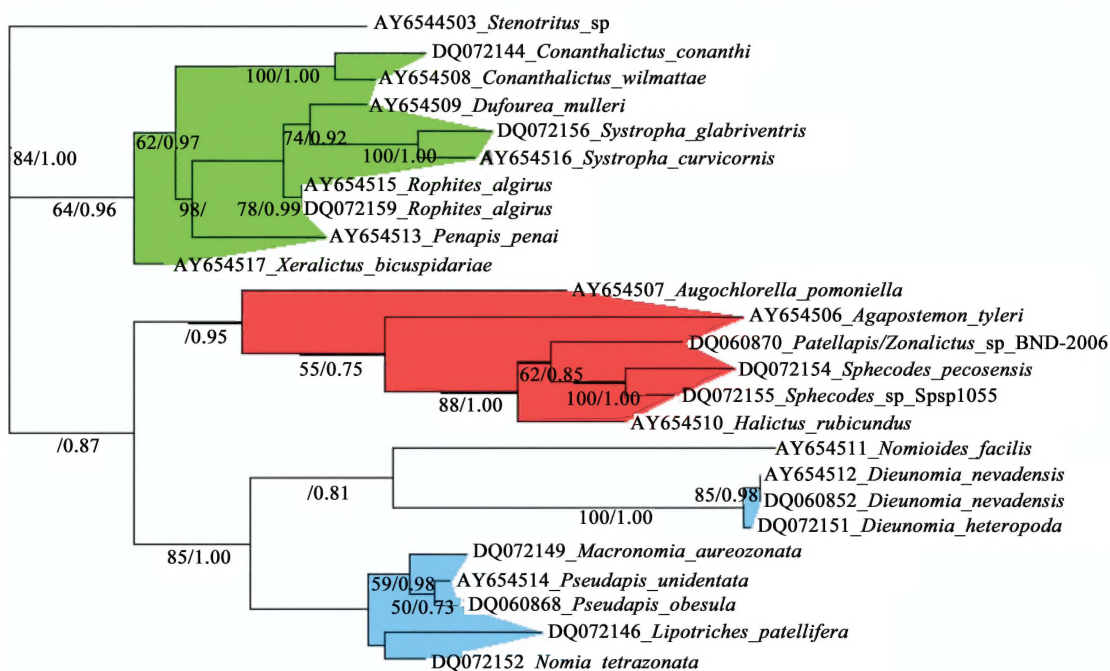 AY6544503_Stenotritus_sp
DQ072144_Conanthalictus_conanthi
100/1.00
AY654508_Conanthalictus_wilmattae
AY654509_Dufourea_mulleri
62/0.97
74/0.92
DQ072156_Systropha_glabriventris
84/1.00
100/1.00
AY654516_Systropha_curvicornis
AY654515_Rophites_algirus
64/0.96
98/
78/0.99
DQ072159_Rophites_algirus
AY654513_Penapis_penai
AY654517_Xeralictus_bicuspidariae
AY654507_Augochlorella_pomoniella
AY654506_Agapostemon_tyleri
/0.95
DQ060870_Patellapis/Zonalictus_sp_BND-2006
55/0.75
62/0.85
DQ072154_Sphecodes_pecosensis
100/1.00
DQ072155_Sphecodes_sp_Spsp1055
88/1.00
AY654510_Halictus_rubicundus
/0.87
AY654511_Nomioides_facilis
AY654512_Dieunomia_nevadensis
/0.81
85/0.98
DQ060852_Dieunomia_nevadensis
100/1.00
DQ072151_Dieunomia_heteropoda
85/1.00
DQ072149_Macronomia_aureozonata
59/0.98
AY654514_Pseudapis_unidentata
50/0.73
DQ060868_Pseudapis_obesula
DQ072146_Lipotriches_patellifera
DQ072152_Nomia_tetrazonata